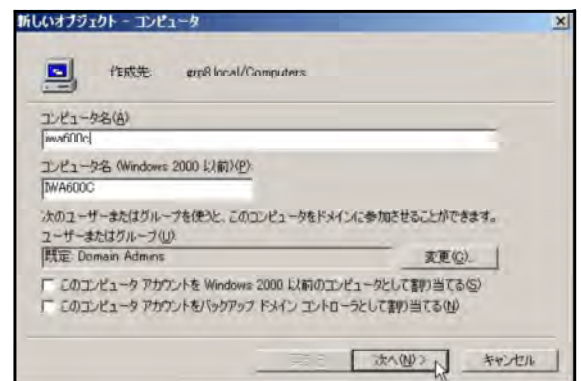 新しいオブジェクト - コンピュータ
作成先: grp8.local/Computers
コンピュータ名(A)
iwa600c
コンピュータ名 (Windows 2000 以前)(P):
IWA600C
次のユーザーまたはグループを使うと、このコンピュータをドメインに参加させることができます。
ユーザーまたはグループ(U)
既定: Domain Admins
変更(C)...
このコンピュータ アカウントを Windows 2000 以前のコンピュータとして割り当てる(S)
このコンピュータ アカウントをバックアップ ドメイン コントローラとして割り当てる(N)
次へ(N) >
キャンセル